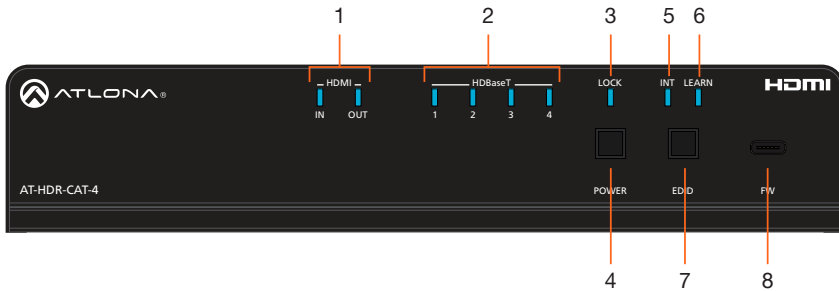 1 2 3 5 6
HDMI HDBaseT LOCK INT LEARN HDMI
ATLONA®
IN OUT 1 2 3 4
AT-HDR-CAT-4 POWER EDID FW
4 7 8